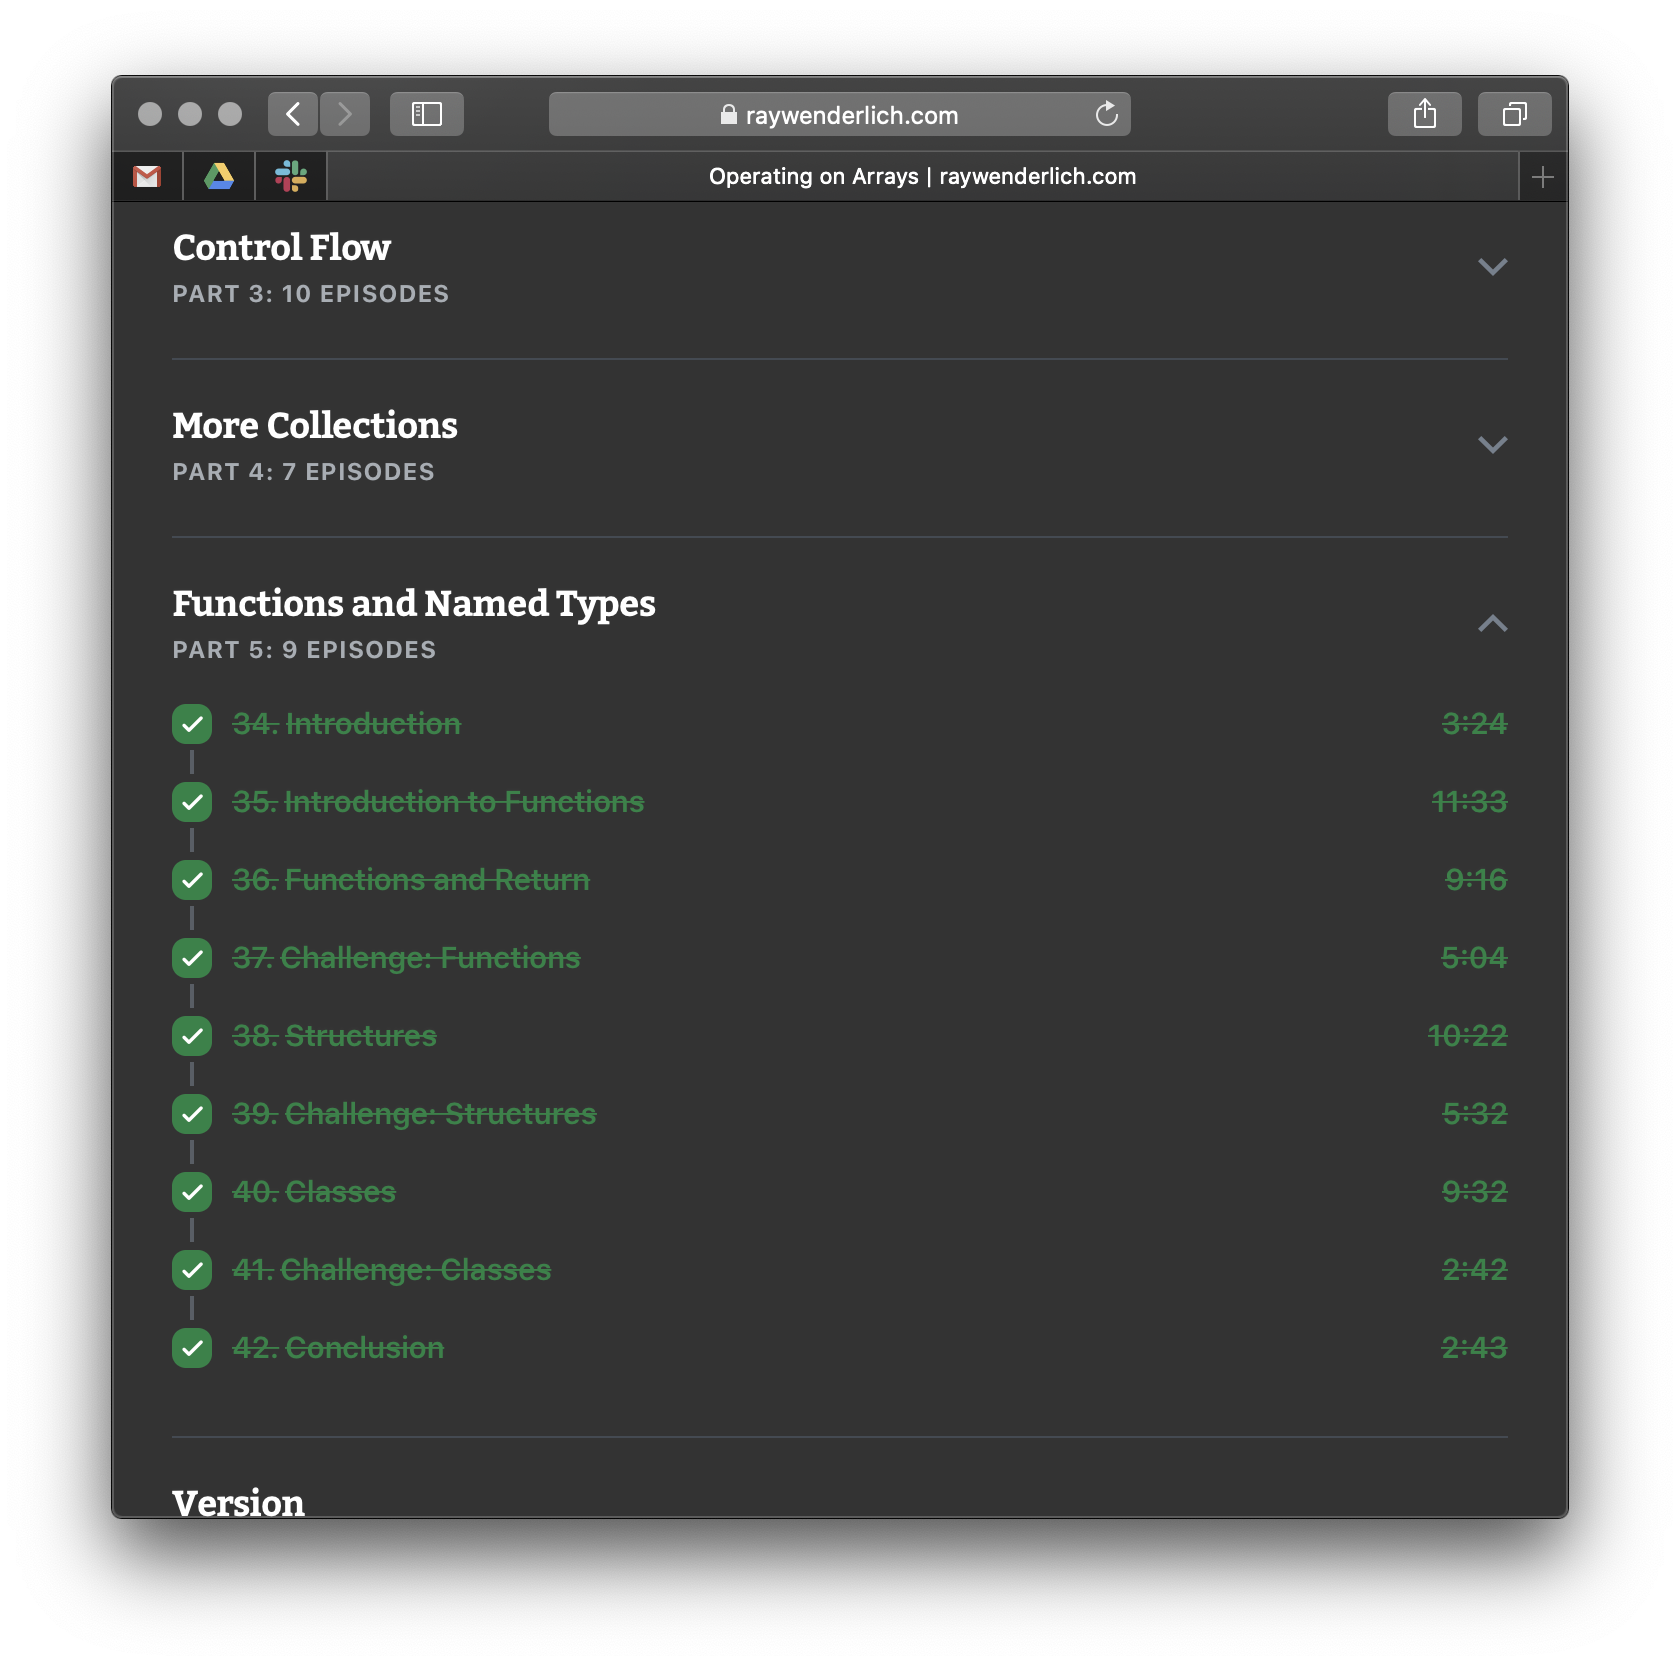 raywenderlich.com
Operating on Arrays | raywenderlich.com
Control Flow
PART 3: 10 EPISODES
More Collections
PART 4: 7 EPISODES
Functions and Named Types
PART 5: 9 EPISODES
34. Introduction 3:24
35. Introduction to Functions 11:33
36. Functions and Return 9:16
37. Challenge: Functions 5:04
38. Structures 10:22
39. Challenge: Structures 5:32
40. Classes 9:32
41. Challenge: Classes 2:42
42. Conclusion 2:43
Version